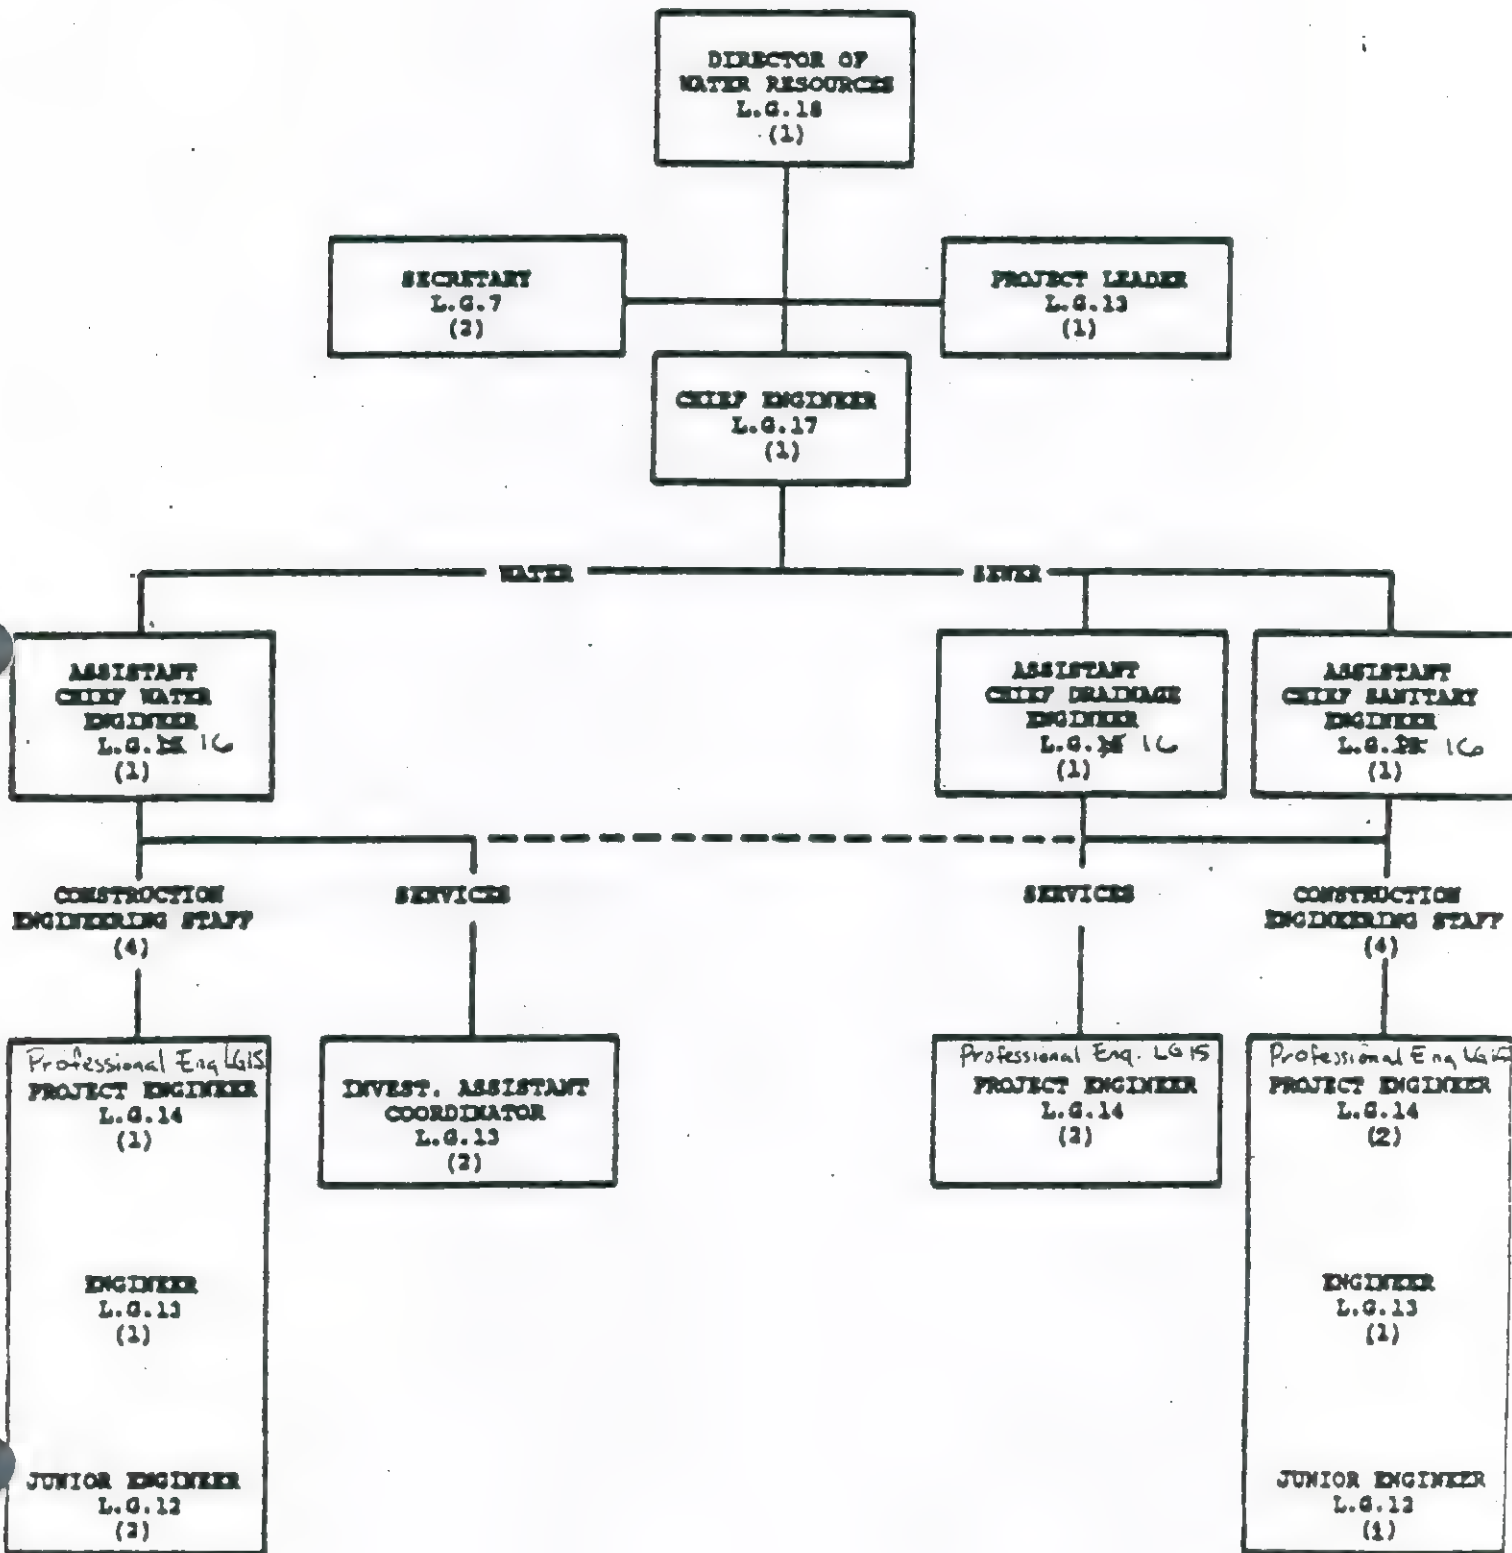 DIRECTOR OF
WATER RESOURCES
L.G.18
(1)
SECRETARY
L.G.7
(2)
PROJECT LEADER
L.G.13
(1)
CHIEF ENGINEER
L.G.17
(1)
WATER
SEWER
ASSISTANT
CHIEF WATER
ENGINEER
L.G. 16
(1)
ASSISTANT
CHIEF DRAINAGE
ENGINEER
L.G. 16
(1)
ASSISTANT
CHIEF SANITARY
ENGINEER
L.G. 16
(1)
CONSTRUCTION
ENGINEERING STAFF
(4)
SERVICES
SERVICES
CONSTRUCTION
ENGINEERING STAFF
(4)
Professional Eng LG15
PROJECT ENGINEER
L.G.14
(1)
ENGINEER
L.G.13
(1)
JUNIOR ENGINEER
L.G.12
(2)
INVEST. ASSISTANT
COORDINATOR
L.G.13
(2)
Professional Eng. LG15
PROJECT ENGINEER
L.G.14
(2)
Professional Eng LG15
PROJECT ENGINEER
L.G.14
(2)
ENGINEER
L.G.13
(1)
JUNIOR ENGINEER
L.G.12
(1)